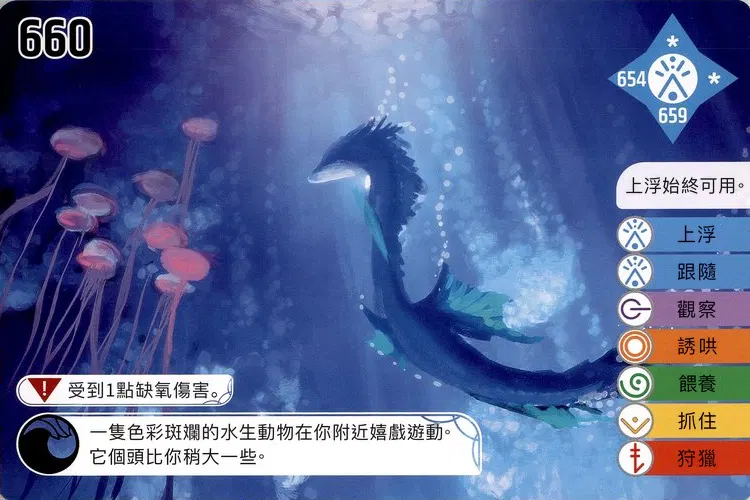 660
*
654 *
659
上浮始終可用。
上浮
跟隨
觀察
誘哄
餵養
抓住
狩獵
! 受到1點缺氧傷害。
一隻色彩斑斕的水生動物在你附近嬉戲遊動。
它個頭比你稍大一些。